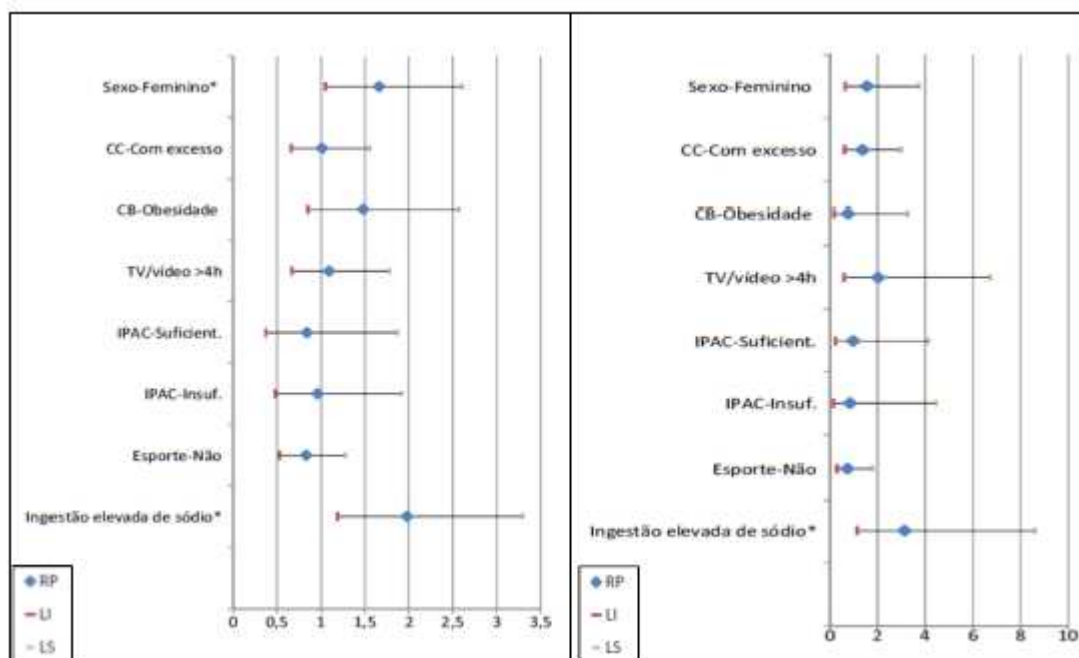 Sexo-Feminino*
CC-Com excesso
CB-Obesidade
TV/vídeo >4h
IPAC-Suficient.
IPAC-Insuf.
Esporte-Não
Ingestão elevada de sódio*
RP
LI
LS
0 0,5 1 1,5 2 2,5 3 3,5
Sexo-Feminino
CC-Com excesso
CB-Obesidade
TV/vídeo >4h
IPAC-Suficient.
IPAC-Insuf.
Esporte-Não
Ingestão elevada de sódio*
RP
LI
LS
0 2 4 6 8 10